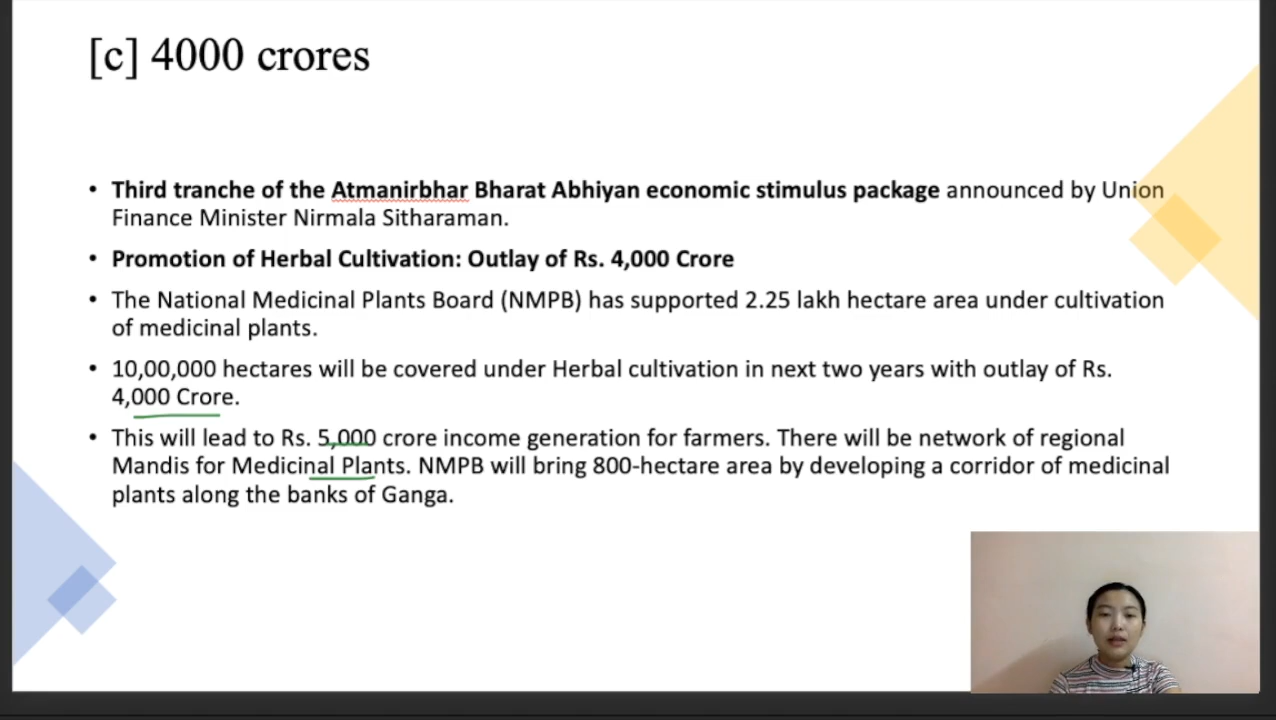 [c] 4000 crores
• Third tranche of the Atmanirbhar Bharat Abhiyan economic stimulus package announced by Union
Finance Minister Nirmala Sitharaman.
• Promotion of Herbal Cultivation: Outlay of Rs. 4,000 Crore
• The National Medicinal Plants Board (NMPB) has supported 2.25 lakh hectare area under cultivation
of medicinal plants.
• 10,00,000 hectares will be covered under Herbal cultivation in next two years with outlay of Rs.
4,000 Crore.
• This will lead to Rs. 5,000 crore income generation for farmers. There will be network of regional
Mandis for Medicinal Plants. NMPB will bring 800-hectare area by developing a corridor of medicinal
plants along the banks of Ganga.